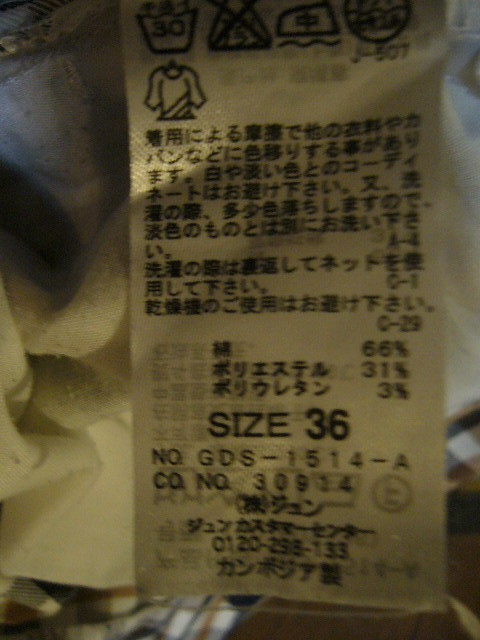 30
中
J-507
着用による摩擦で他の衣料やカ
バンなどに色移りする事があり
ます。白や淡い色とのコーディ
ネートはお避け下さい。又、洗
濯の際、多少色落ちしますので、
淡色のものとは別にお洗い下さ
い。
A-4
洗濯の際は裏返してネットを使
用して下さい。
C-1
乾燥機のご使用はお避け下さい。
C-29
綿 66%
ポリエステル 31%
ポリウレタン 3%
SIZE 36
NO. GDS-1514-A
CO. NO. 30914
(株)ジュン
ジュンカスタマーセンター
0120-298-133
カンボジア製